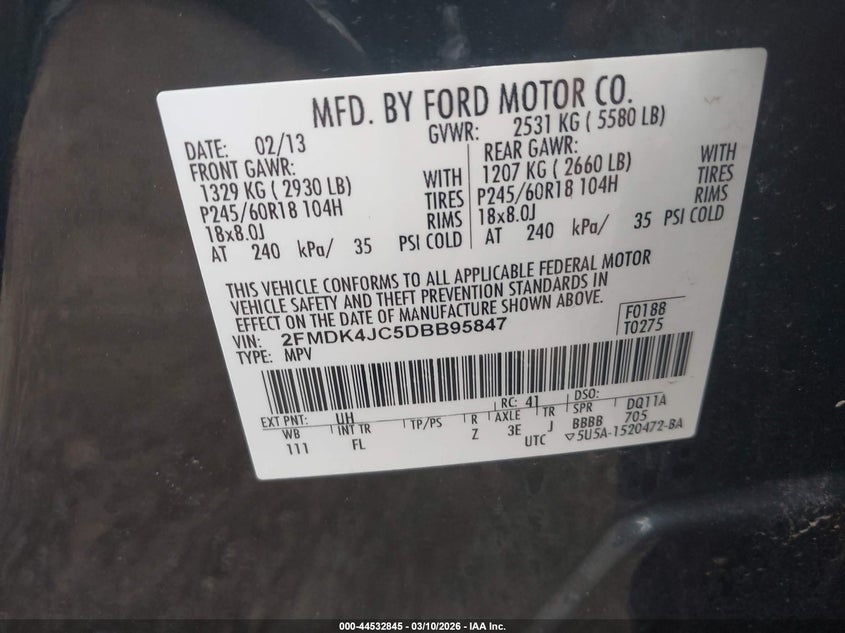 MFD. BY FORD MOTOR CO.
DATE: 02/13 GVWR: 2531 KG ( 5580 LB)
FRONT GAWR: REAR GAWR:
1329 KG ( 2930 LB) WITH 1207 KG ( 2660 LB) WITH
P245/60R18 104H TIRES P245/60R18 104H TIRES
18x8.0J RIMS 18x8.0J RIMS
AT 240 kPa/ 35 PSI COLD AT 240 kPa/ 35 PSI COLD
THIS VEHICLE CONFORMS TO ALL APPLICABLE FEDERAL MOTOR
VEHICLE SAFETY AND THEFT PREVENTION STANDARDS IN
EFFECT ON THE DATE OF MANUFACTURE SHOWN ABOVE.
VIN: 2FMDK4JC5DBB95847 F0188
TYPE: MPV T0275
EXT PNT: UH RC: 41 DSO:
WB INT TR TP/PS R AXLE TR SPR DQ11A
111 FL Z 3E J BBBB 705
UTC ▽5U5A-1520472-BA
000-44532845 - 03/10/2026 - IAA Inc.